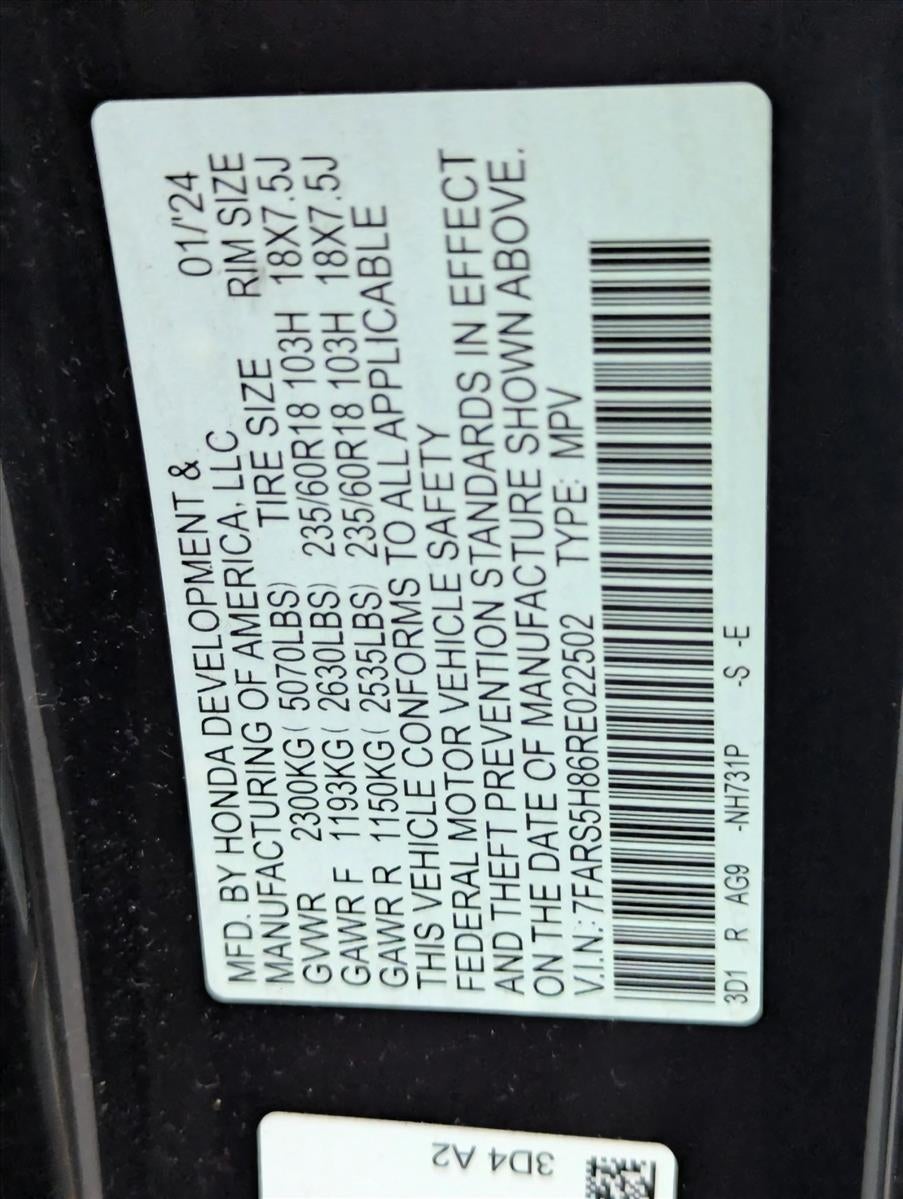 MFD. BY HONDA DEVELOPMENT & 01/'24
MANUFACTURING OF AMERICA, LLC
TIRE SIZE RIM SIZE
GVWR 2300KG( 5070LBS)
GAWR F 1193KG( 2630LBS) 235/60R18 103H 18X7.5J
GAWR R 1150KG( 2535LBS) 235/60R18 103H 18X7.5J
THIS VEHICLE CONFORMS TO ALL APPLICABLE
FEDERAL MOTOR VEHICLE SAFETY
AND THEFT PREVENTION STANDARDS IN EFFECT
ON THE DATE OF MANUFACTURE SHOWN ABOVE.
V.I.N.: 7FARS5H86RE022502 TYPE: MPV
3D1 R AG9 -NH731P -S -E
3D4 A2